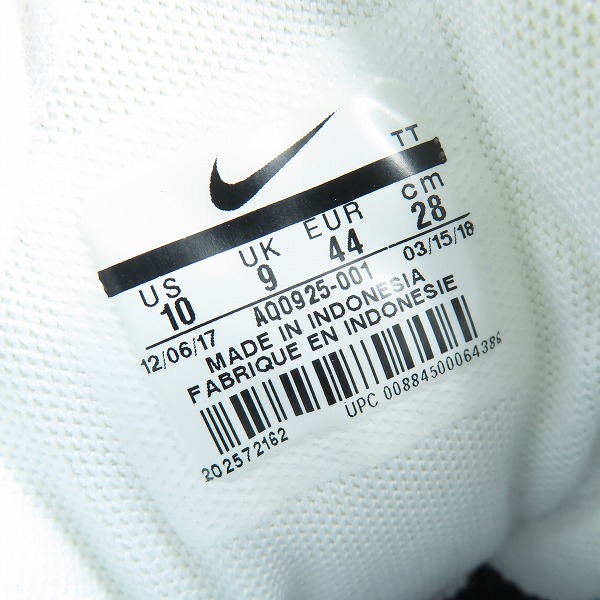 TT
US UK EUR cm
10 9 44 28
12/06/17 AQ0925-001 03/15/18
MADE IN INDONESIA
FABRIQUE EN INDONESIE
UPC 00884500064386
202572162